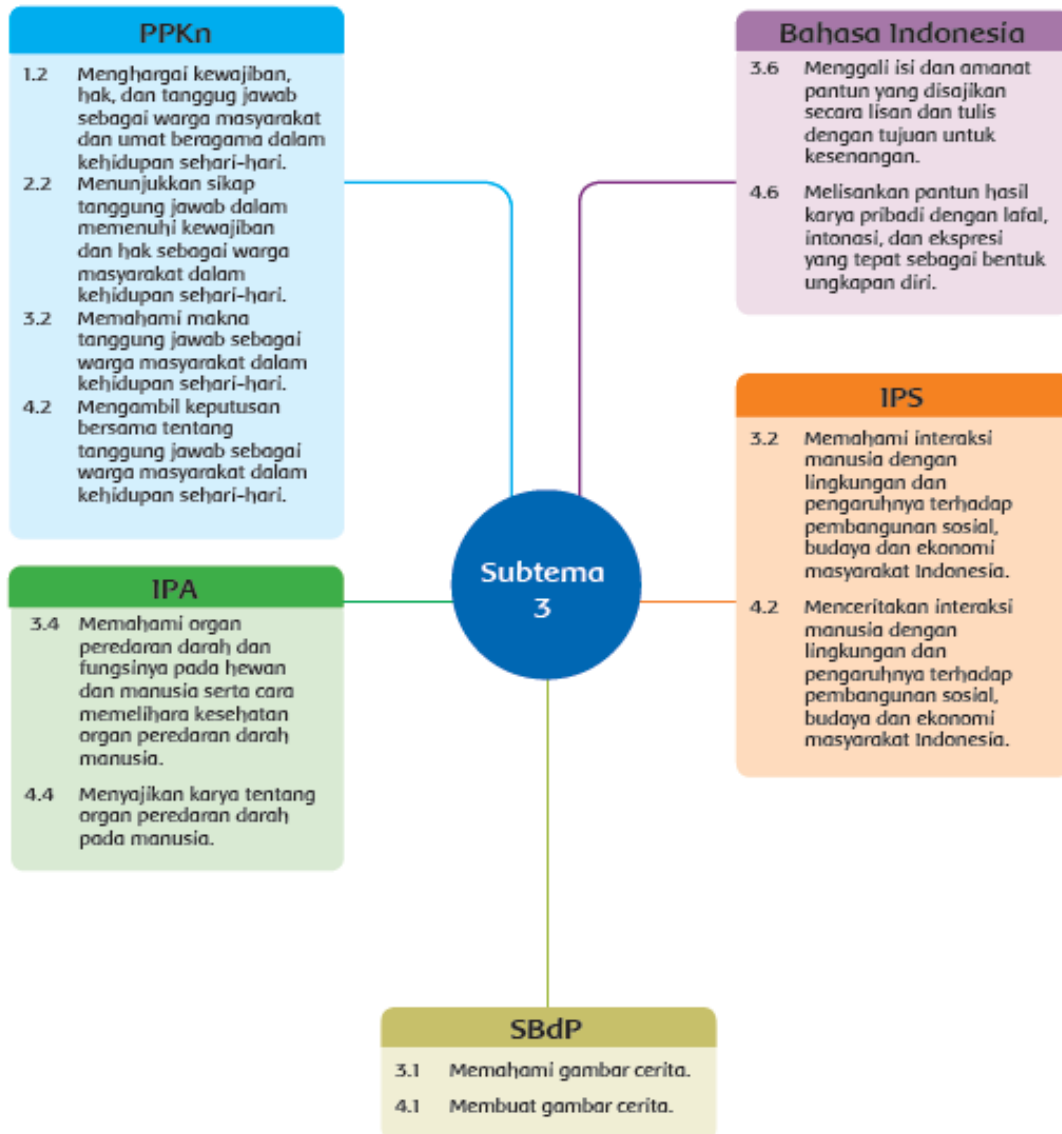 PPKn
1.2 Menghargai kewajiban,
hak, dan tanggug jawab
sebagai warga masyarakat
dan umat beragama dalam
kehidupan sehari-hari.
2.2 Menunjukkan sikap
tanggung jawab dalam
memenuhi kewajiban
dan hak sebagai warga
masyarakat dalam
kehidupan sehari-hari.
3.2 Memahami makna
tanggung jawab sebagai
warga masyarakat dalam
kehidupan sehari-hari.
4.2 Mengambil keputusan
bersama tentang
tanggung jawab sebagai
warga masyarakat dalam
kehidupan sehari-hari.
Bahasa Indonesia
3.6 Menggali isi dan amanat
pantun yang disajikan
secara lisan dan tulis
dengan tujuan untuk
kesenangan.
4.6 Melisankan pantun hasil
karya pribadi dengan lafal,
intonasi, dan ekspresi
yang tepat sebagai bentuk
ungkapan diri.
IPS
3.2 Memahami interaksi
manusia dengan
lingkungan dan
pengaruhnya terhadap
pembangunan sosial,
budaya dan ekonomi
masyarakat Indonesia.
4.2 Menceritakan interaksi
manusia dengan
lingkungan dan
pengaruhnya terhadap
pembangunan sosial,
budaya dan ekonomi
masyarakat Indonesia.
Subtema
3
IPA
3.4 Memahami organ
peredaran darah dan
fungsinya pada hewan
dan manusia serta cara
memelihara kesehatan
organ peredaran darah
manusia.
4.4 Menyajikan karya tentang
organ peredaran darah
pada manusia.
SBdP
3.1 Memahami gambar cerita.
4.1 Membuat gambar cerita.